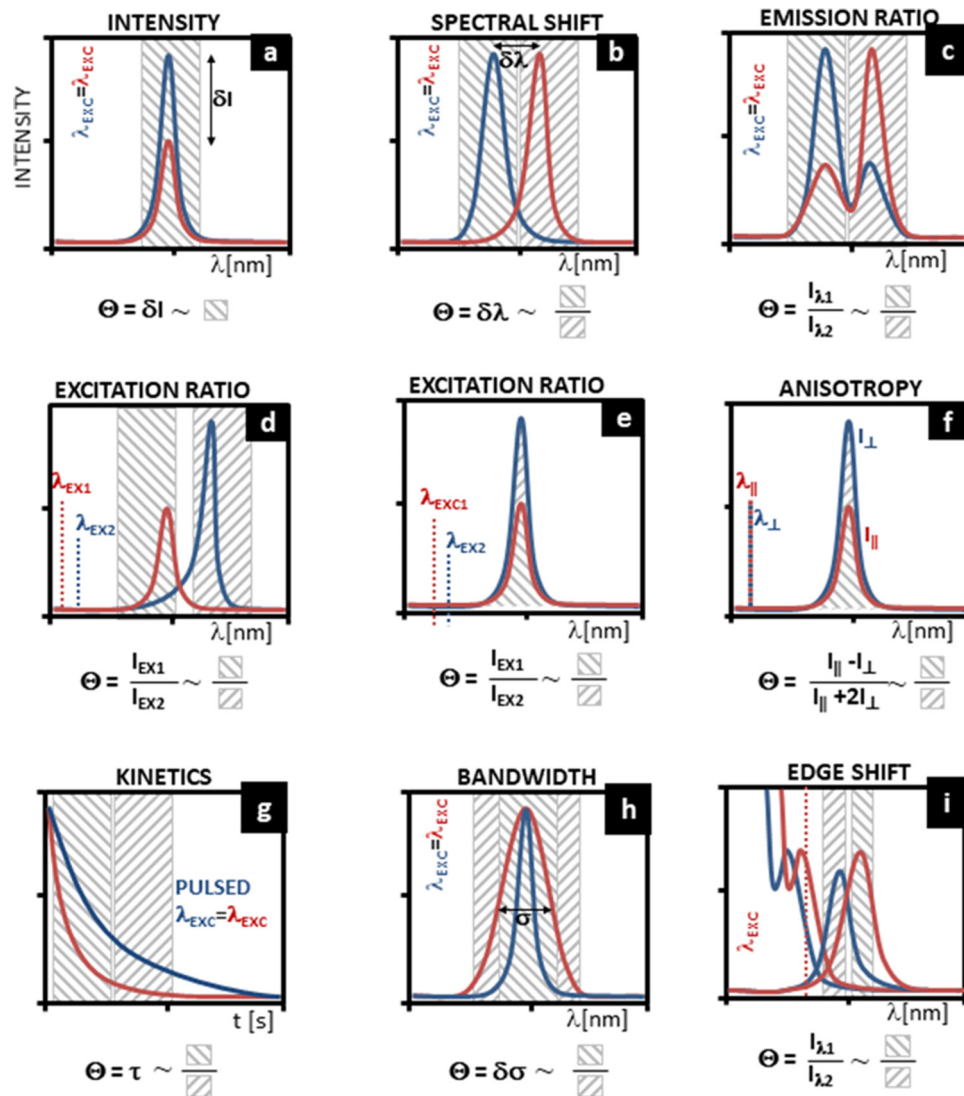 INTENSITY
a
λEXC=λEXC
δI
INTENSITY
λ[nm]
Θ = δI ~
SPECTRAL SHIFT
b
λEXC=λEXC
δλ
λ[nm]
Θ = δλ ~
EMISSION RATIO
c
λEXC=λEXC
λ[nm]
Θ = Iλ1/Iλ2 ~
EXCITATION RATIO
d
λEX1
λEX2
λ[nm]
Θ = IEX1/IEX2 ~
EXCITATION RATIO
e
λEXC1
λEX2
λ[nm]
Θ = IEX1/IEX2 ~
ANISOTROPY
f
I⊥
λ∥
λ⊥
I∥
λ[nm]
Θ = I∥ -I⊥/I∥ +2I⊥ ~
KINETICS
g
PULSED
λEXC=λEXC
t [s]
Θ = τ ~
BANDWIDTH
h
λEXC=λEXC
σ
λ[nm]
Θ = δσ ~
EDGE SHIFT
i
λEXC
λ[nm]
Θ = Iλ1/Iλ2 ~